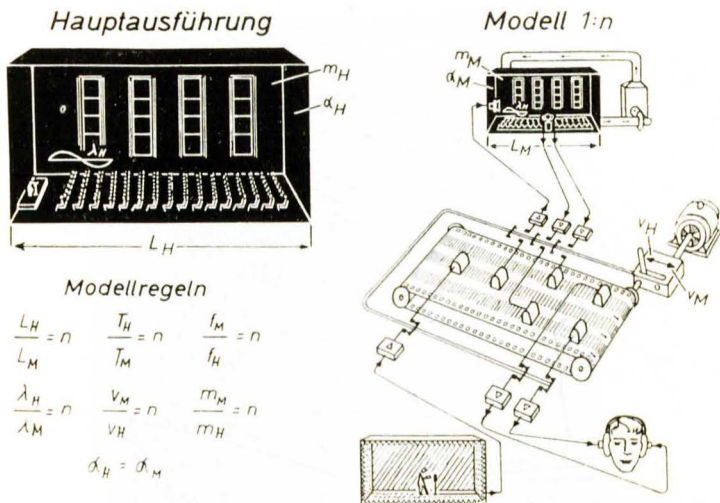 Hauptausführung
m_H
α_H
λ_H
L_H
Modellregeln
L_H / L_M = n   T_H / T_M = n   f_M / f_H = n
λ_H / λ_M = n   v_M / v_H = n   m_M / m_H = n
α_H = α_M
Modell 1:n
m_M
α_M
λ_H
L_M
v_H
v_M